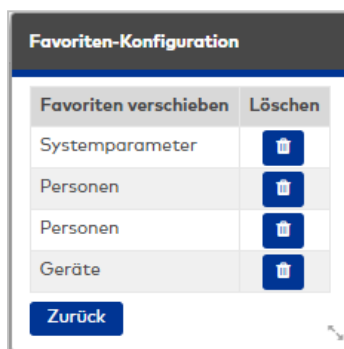 Favoriten-Konfiguration
Favoriten verschieben Löschen
Systemparameter
Personen
Personen
Geräte
Zurück